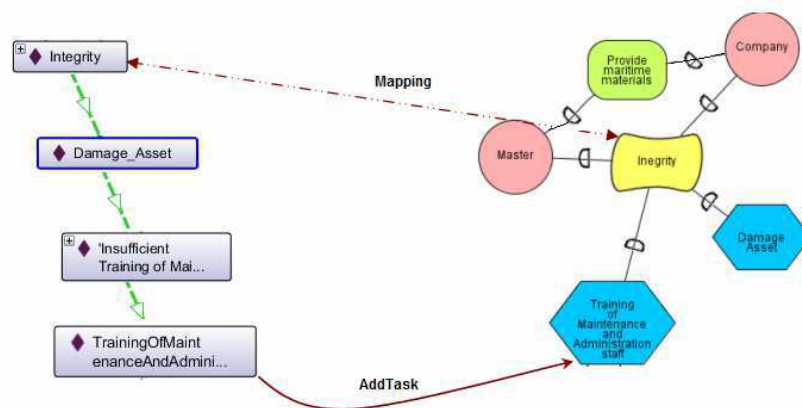 Integrity
Damage_Asset
'Insufficient
Training of Mai...
TrainingOfMaint
enanceAndAdmini...
Mapping
AddTask
Company
Provide
maritime
materials
Master
Inegrity
Damage
Asset
Training
of
Maintenance
and
Administration
staff